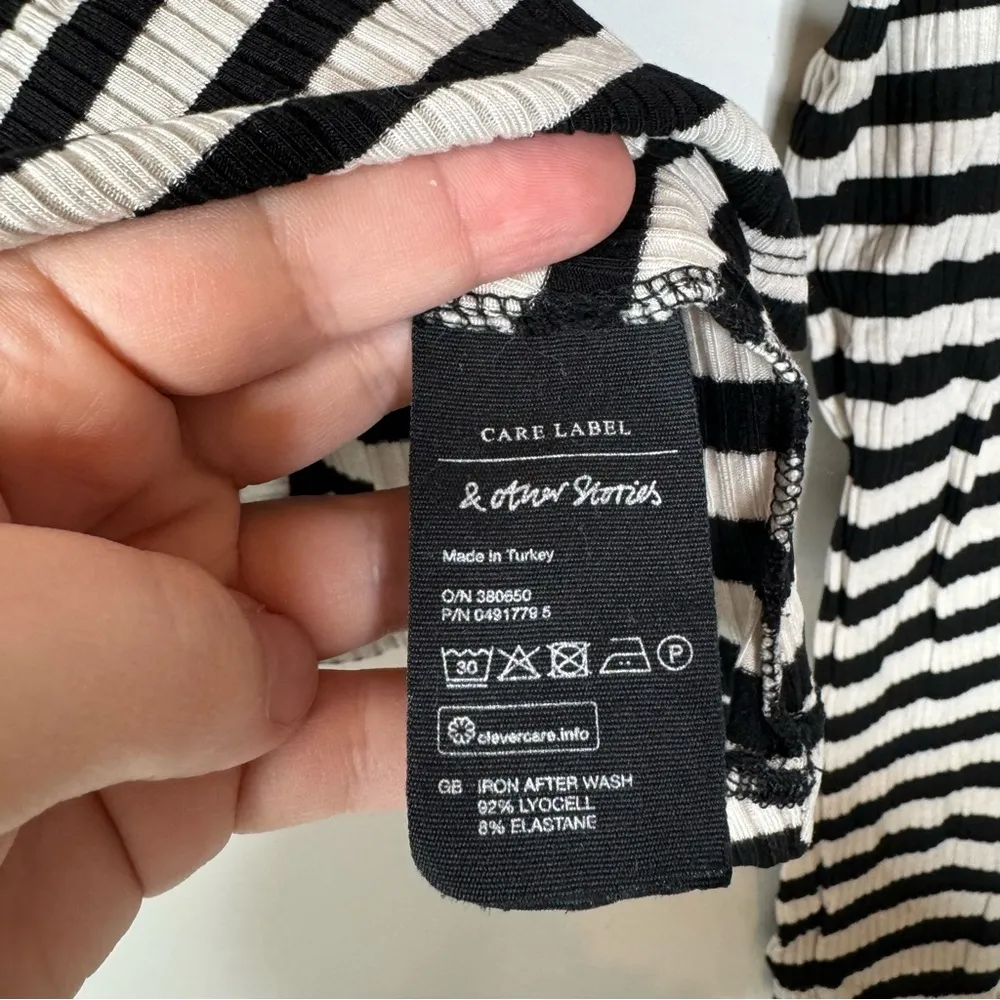 CARE LABEL
& other Stories
Made in Turkey
O/N 380650
P/N 0491779 5
30 P
clevercare.info
GB IRON AFTER WASH
92% LYOCELL
8% ELASTANE